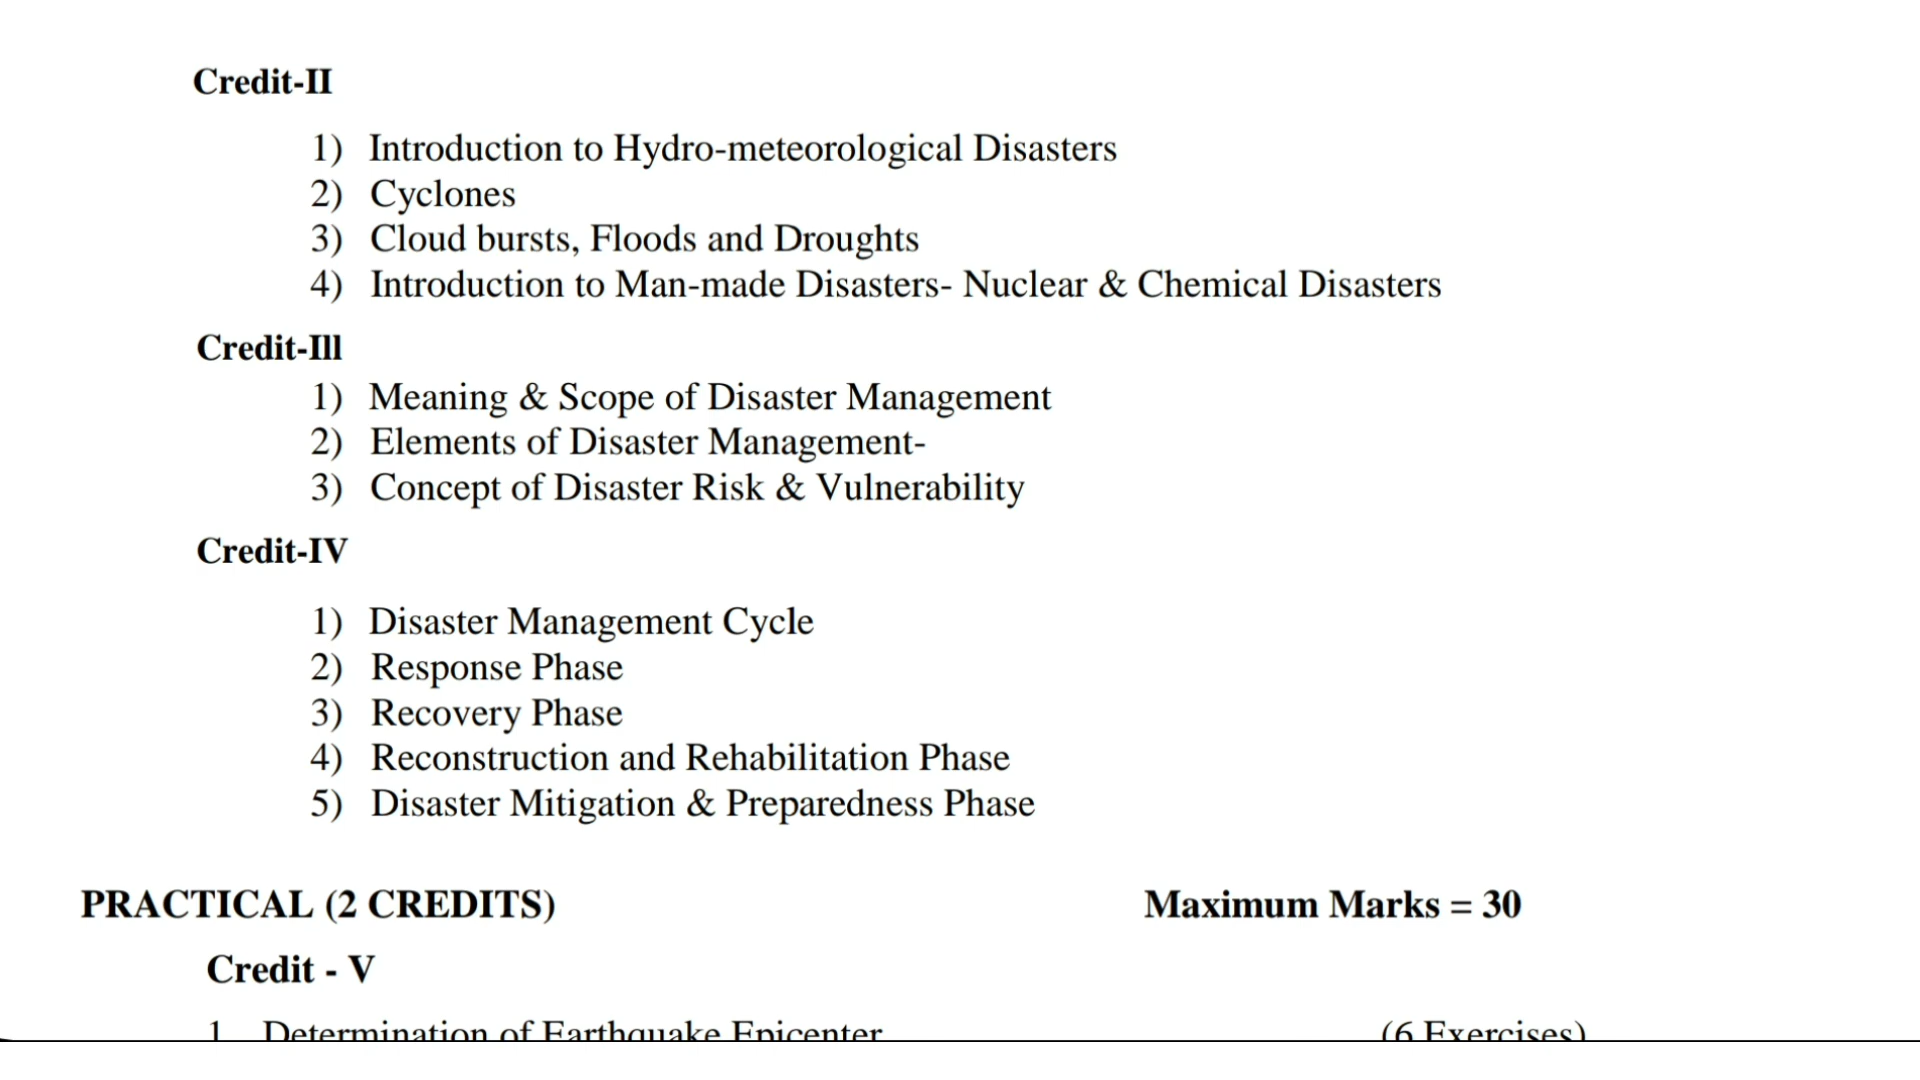 Credit-II
1) Introduction to Hydro-meteorological Disasters
2) Cyclones
3) Cloud bursts, Floods and Droughts
4) Introduction to Man-made Disasters- Nuclear & Chemical Disasters
Credit-Ill
1) Meaning & Scope of Disaster Management
2) Elements of Disaster Management-
3) Concept of Disaster Risk & Vulnerability
Credit-IV
1) Disaster Management Cycle
2) Response Phase
3) Recovery Phase
4) Reconstruction and Rehabilitation Phase
5) Disaster Mitigation & Preparedness Phase
PRACTICAL (2 CREDITS) Maximum Marks = 30
Credit - V
1 Determination of Earthquake Epicenter (6 Exercises)